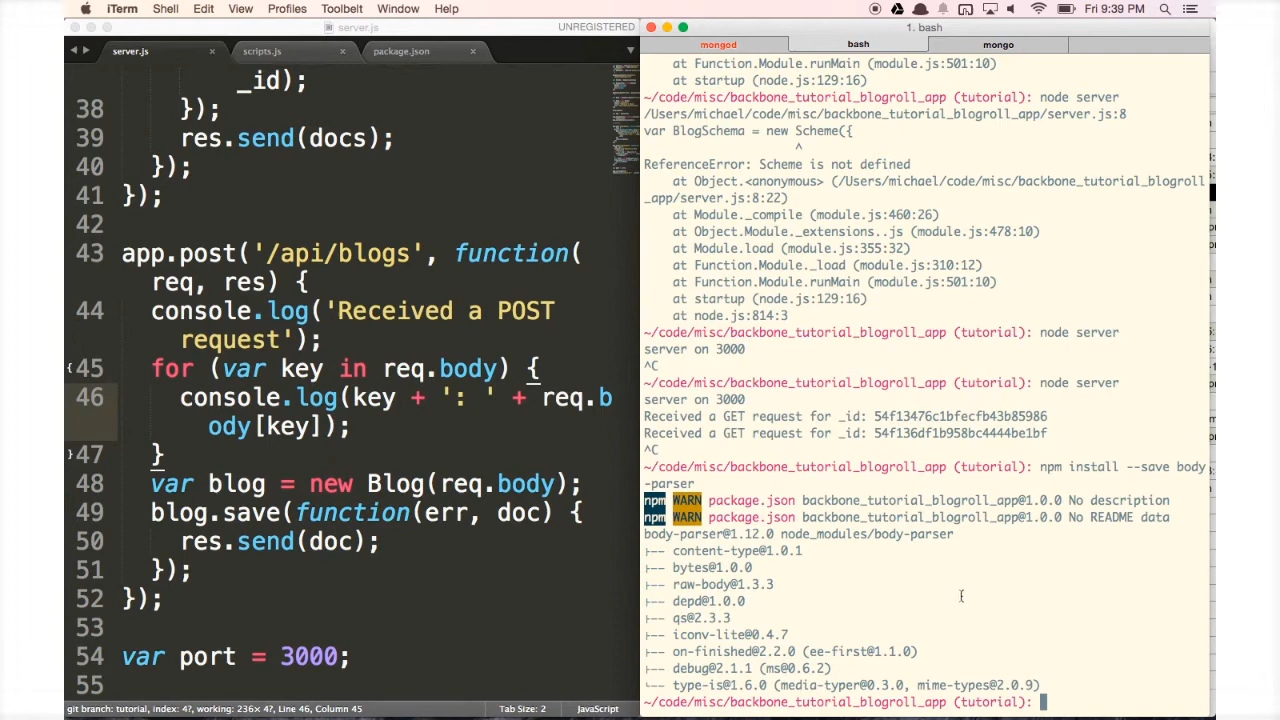 iTerm Shell Edit View Profiles Toolbelt Window Help Fri 9:39 PM
server.js UNREGISTERED
server.js scripts.js package.json
_id);
38 });
39 res.send(docs);
40 });
41 });
42
43 app.post('/api/blogs', function(
req, res) {
44 console.log('Received a POST
request');
45 for (var key in req.body) {
46 console.log(key + ': ' + req.b
ody[key]);
47 }
48 var blog = new Blog(req.body);
49 blog.save(function(err, doc) {
50 res.send(doc);
51 });
52 });
53
54 var port = 3000;
55
git branch: tutorial, index: 4?, working: 236≠ 4?, Line 46, Column 45 Tab Size: 2 JavaScript
1. bash
mongod bash mongo
at Function.Module.runMain (module.js:501:10)
at startup (node.js:129:16)
~/code/misc/backbone_tutorial_blogroll_app (tutorial): node server
/Users/michael/code/misc/backbone_tutorial_blogroll_app/server.js:8
var BlogSchema = new Scheme({
^
ReferenceError: Scheme is not defined
at Object.<anonymous> (/Users/michael/code/misc/backbone_tutorial_blogroll
_app/server.js:8:22)
at Module._compile (module.js:460:26)
at Object.Module._extensions..js (module.js:478:10)
at Module.load (module.js:355:32)
at Function.Module._load (module.js:310:12)
at Function.Module.runMain (module.js:501:10)
at startup (node.js:129:16)
at node.js:814:3
~/code/misc/backbone_tutorial_blogroll_app (tutorial): node server
server on 3000
^C
~/code/misc/backbone_tutorial_blogroll_app (tutorial): node server
server on 3000
Received a GET request for _id: 54f13476c1bfecfb43b85986
Received a GET request for _id: 54f136df1b958bc4444be1bf
^C
~/code/misc/backbone_tutorial_blogroll_app (tutorial): npm install --save body
-parser
npm WARN package.json backbone_tutorial_blogroll_app@1.0.0 No description
npm WARN package.json backbone_tutorial_blogroll_app@1.0.0 No README data
body-parser@1.12.0 node_modules/body-parser
├── content-type@1.0.1
├── bytes@1.0.0
├── raw-body@1.3.3
├── depd@1.0.0
├── qs@2.3.3
├── iconv-lite@0.4.7
├── on-finished@2.2.0 (ee-first@1.1.0)
├── debug@2.1.1 (ms@0.6.2)
└── type-is@1.6.0 (media-typer@0.3.0, mime-types@2.0.9)
~/code/misc/backbone_tutorial_blogroll_app (tutorial):